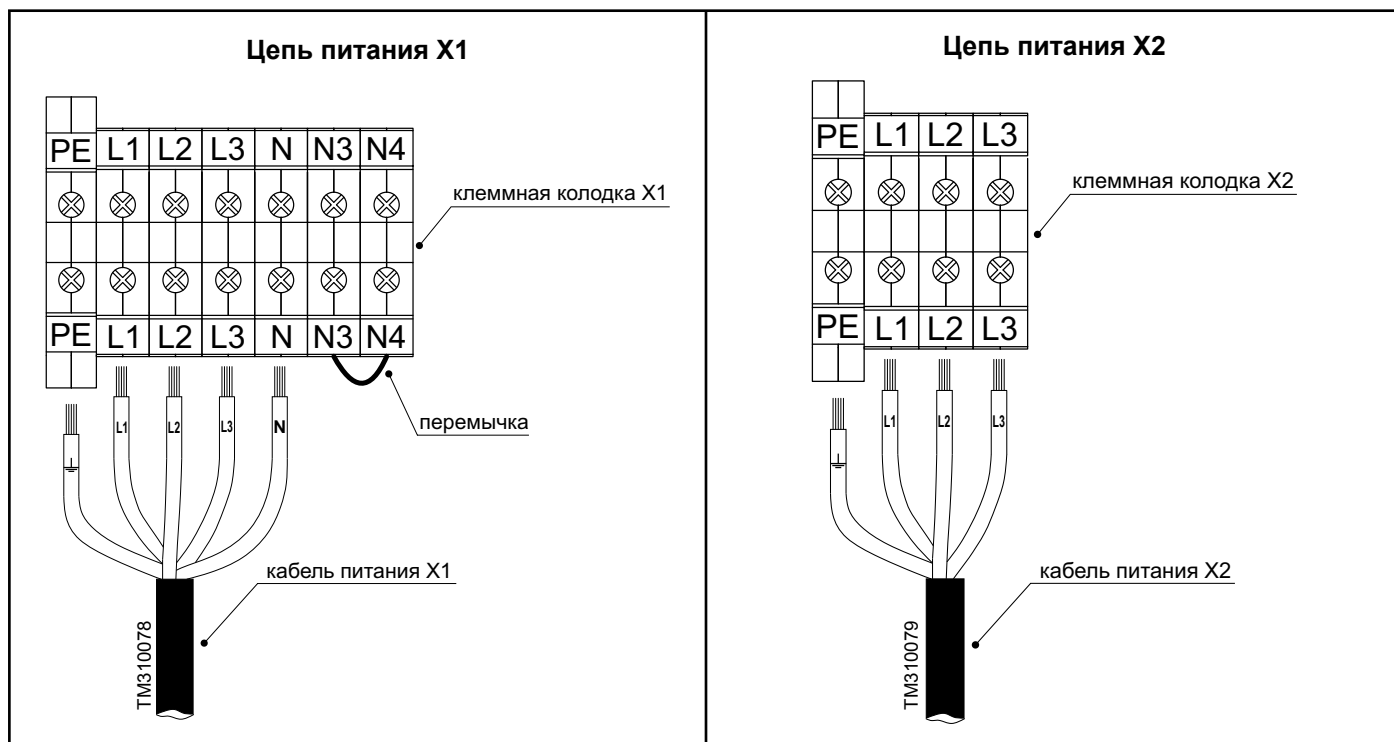 Цепь питания X1
PE L1 L2 L3 N N3 N4
клеммная колодка X1
PE L1 L2 L3 N N3 N4
перемычка
L1 L2 L3 N
кабель питания X1
TM310078
Цепь питания X2
PE L1 L2 L3
клеммная колодка X2
PE L1 L2 L3
L1 L2 L3
кабель питания X2
TM310079